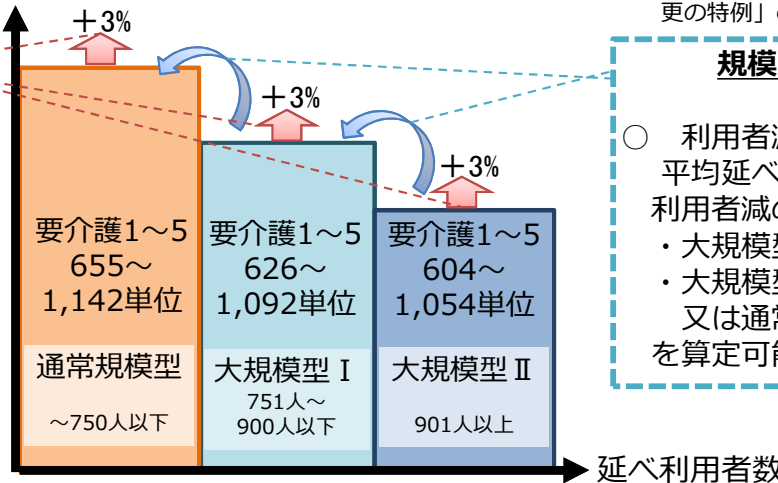 +3%
+3%
+3%
要介護1～5
655～
1,142単位
通常規模型
～750人以下
要介護1～5
626～
1,092単位
大規模型Ⅰ
751人～
900人以下
要介護1～5
604～
1,054単位
大規模型Ⅱ
901人以上
延べ利用者数
更の特例」
規模
○ 利用者減
平均延べ
利用者減の
・大規模型
・大規模型
又は通常
を算定可能